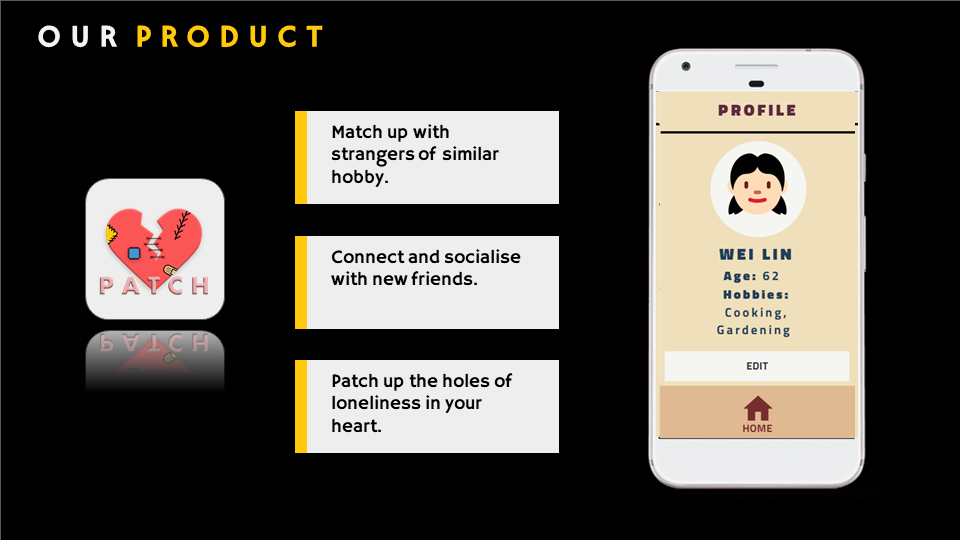 OUR PRODUCT
Match up with
strangers of similar
hobby.
Connect and socialise
with new friends.
Patch up the holes of
loneliness in your
heart.
PATCH
PATCH
PROFILE
WEI LIN
Age: 62
Hobbies:
Cooking,
Gardening
EDIT
HOME